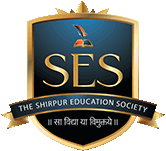 SES
THE SHIRPUR EDUCATION SOCIETY
॥ सा विद्या या विमुक्तये ॥